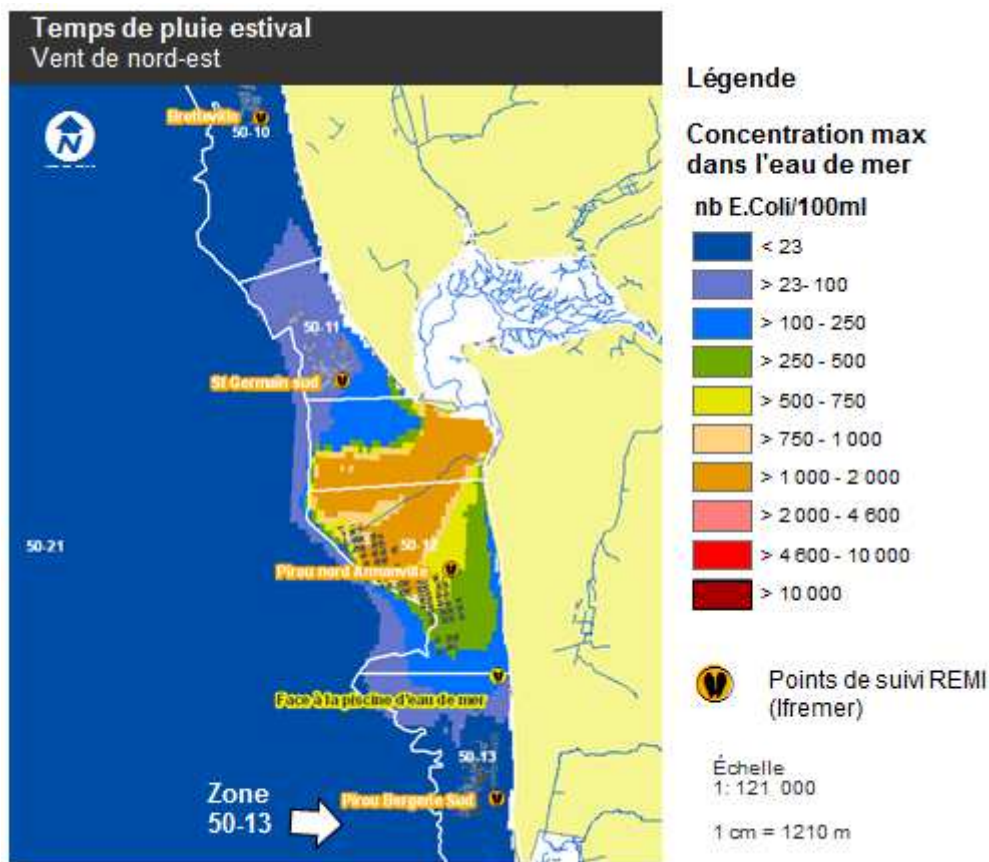 Temps de pluie estival
Vent de nord-est
N
Bretteville
50-10
50-11
St Germain sud
50-21
50-12
Pirou nord Annonville
Face à la piscine d'eau de mer
50-13
Pirou Bergerie Sud
Zone
50-13
Légende
Concentration max
dans l'eau de mer
nb E.Coli/100ml
< 23
> 23- 100
> 100 - 250
> 250 - 500
> 500 - 750
> 750 - 1 000
> 1 000 - 2 000
> 2 000 - 4 600
> 4 600 - 10 000
> 10 000
Points de suivi REMI
(Ifremer)
Échelle
1: 121 000
1 cm = 1210 m